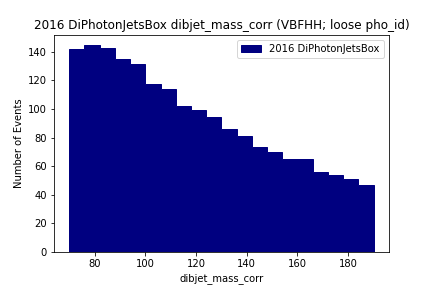 2016 DiPhotonJetsBox dibjet_mass_corr (VBFHH; loose pho_id)
2016 DiPhotonJetsBox
Number of Events
140
120
100
80
60
40
20
0
80 100 120 140 160 180
dibjet_mass_corr